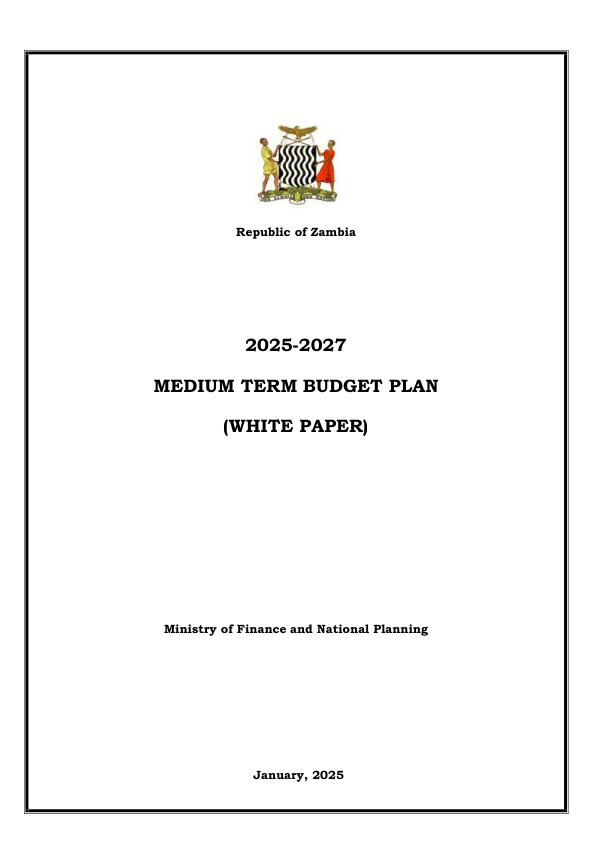 Republic of Zambia
2025-2027
MEDIUM TERM BUDGET PLAN
(WHITE PAPER)
Ministry of Finance and National Planning
January, 2025